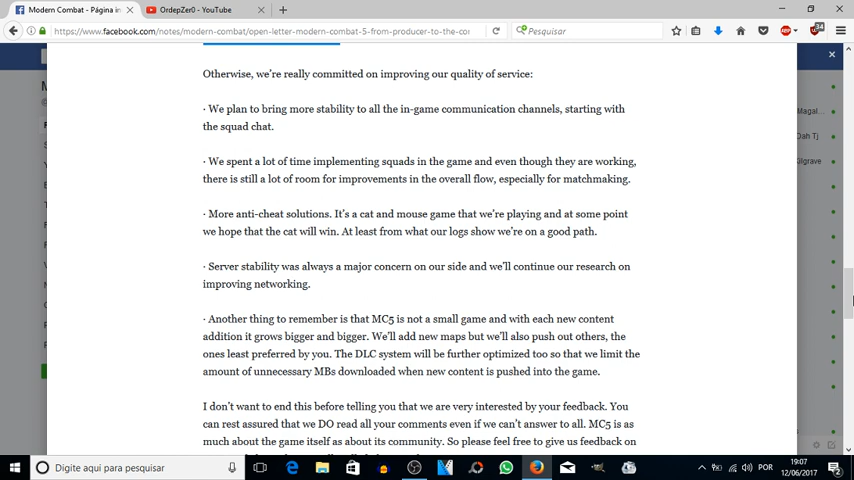 Modern Combat - Página in
OrdepZer0 - YouTube
https://www.facebook.com/notes/modern-combat/open-letter-modern-combat-5-from-producer-to-the-co
Pesquisar
34
Otherwise, we're really committed on improving our quality of service:
· We plan to bring more stability to all the in-game communication channels, starting with
the squad chat.
· We spent a lot of time implementing squads in the game and even though they are working,
there is still a lot of room for improvements in the overall flow, especially for matchmaking.
· More anti-cheat solutions. It's a cat and mouse game that we're playing and at some point
we hope that the cat will win. At least from what our logs show we're on a good path.
· Server stability was always a major concern on our side and we'll continue our research on
improving networking.
· Another thing to remember is that MC5 is not a small game and with each new content
addition it grows bigger and bigger. We'll add new maps but we'll also push out others, the
ones least preferred by you. The DLC system will be further optimized too so that we limit the
amount of unnecessary MBs downloaded when new content is pushed into the game.
I don't want to end this before telling you that we are very interested by your feedback. You
can rest assured that we DO read all your comments even if we can't answer to all. MC5 is as
much about the game itself as about its community. So please feel free to give us feedback on
Magal...
Dah Tj
Kilgrave
Digite aqui para pesquisar
POR
19:07
12/06/2017
2